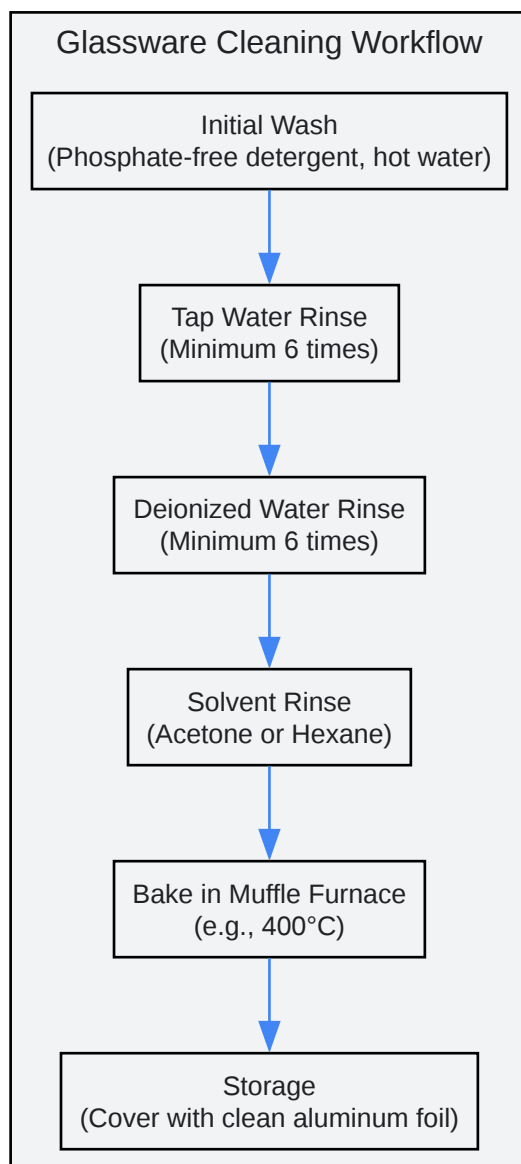 Glassware Cleaning Workflow
Initial Wash
(Phosphate-free detergent, hot water)
Tap Water Rinse
(Minimum 6 times)
Deionized Water Rinse
(Minimum 6 times)
Solvent Rinse
(Acetone or Hexane)
Bake in Muffle Furnace
(e.g., 400°C)
Storage
(Cover with clean aluminum foil)